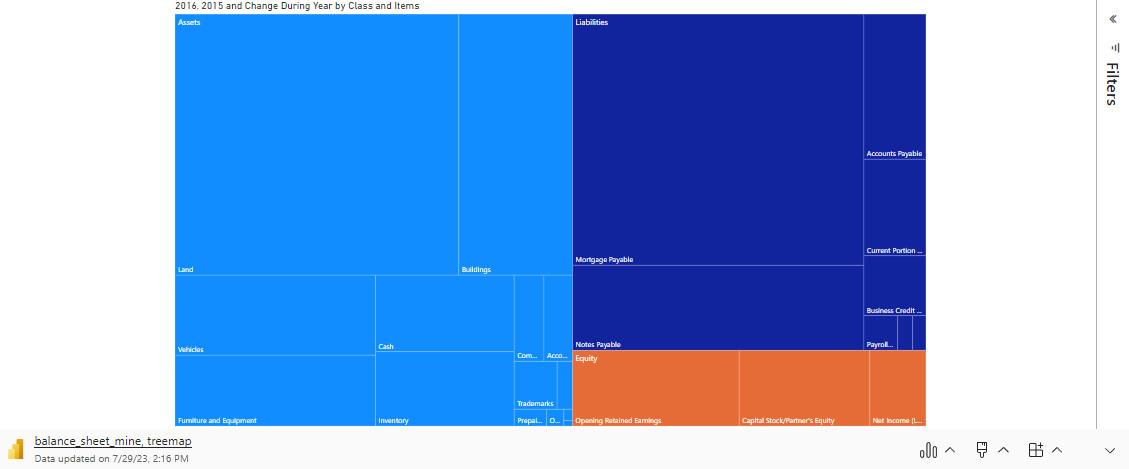 2016, 2015 and Change During Year by Class and Items
Assets
Land
Buildings
Vehicles
Furniture and Equipment
Cash
Inventory
Com...
Acco...
Trademarks
Prepai...
O...
Liabilities
Mortgage Payable
Notes Payable
Accounts Payable
Current Portion ...
Business Credit ...
Payroll...
Equity
Opening Retained Earnings
Capital Stock/Partner's Equity
Net Income (L...
Filters
balance_sheet_mine, treemap
Data updated on 7/29/23, 2:16 PM